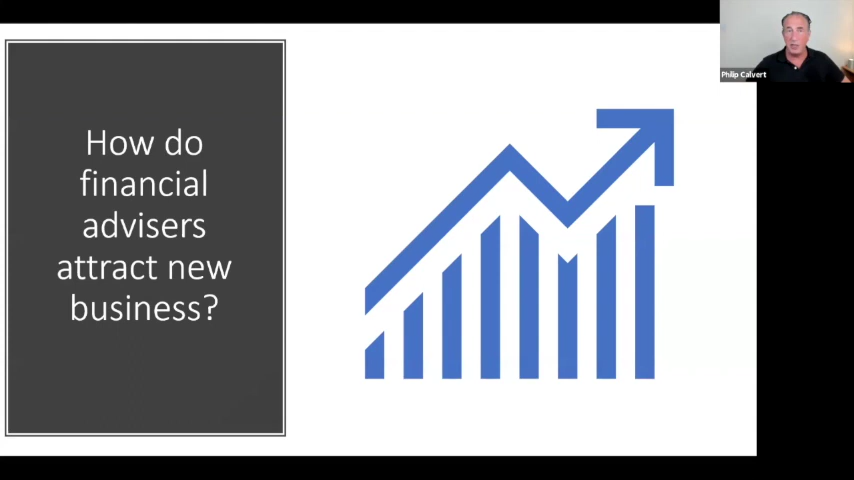 How do
financial
advisers
attract new
business?
Philip Calvert